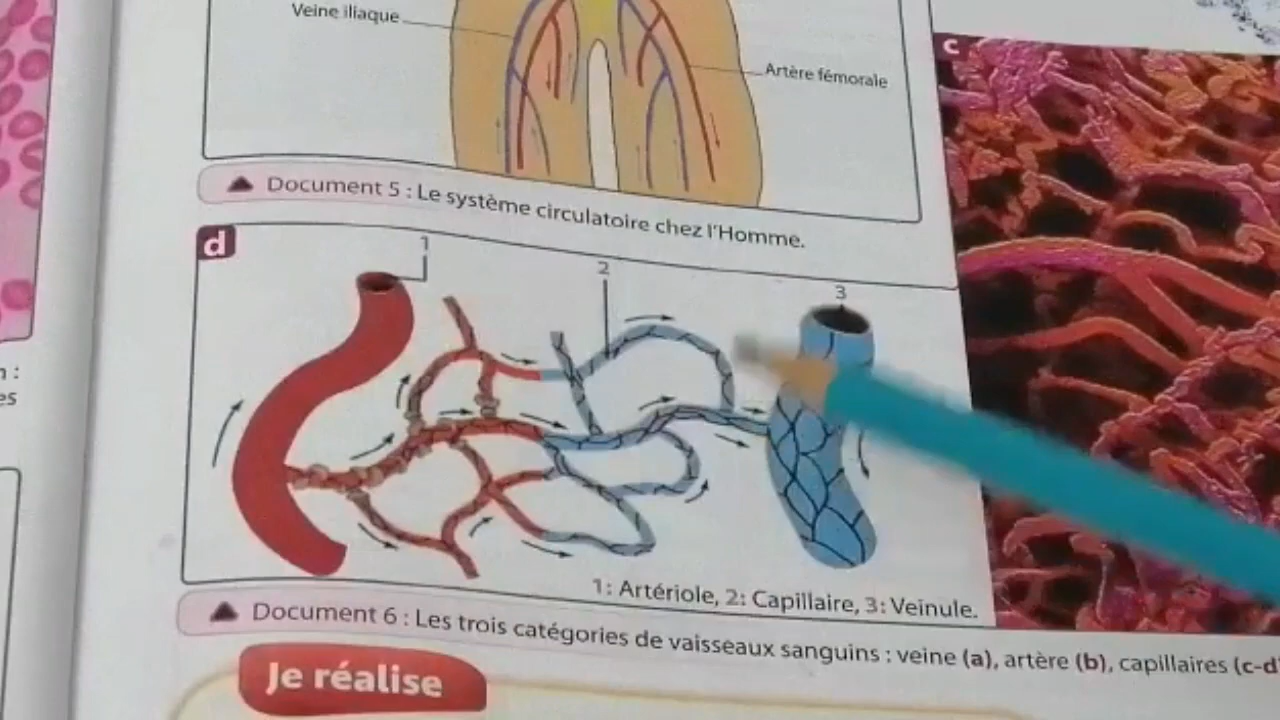 Veine iliaque
Artère fémorale
c
Document 5 : Le système circulatoire chez l'Homme.
d
1
2
3
es
1: Artériole, 2: Capillaire, 3: Veinule.
Document 6 : Les trois catégories de vaisseaux sanguins : veine (a), artère (b), capillaires (c-d
Je réalise